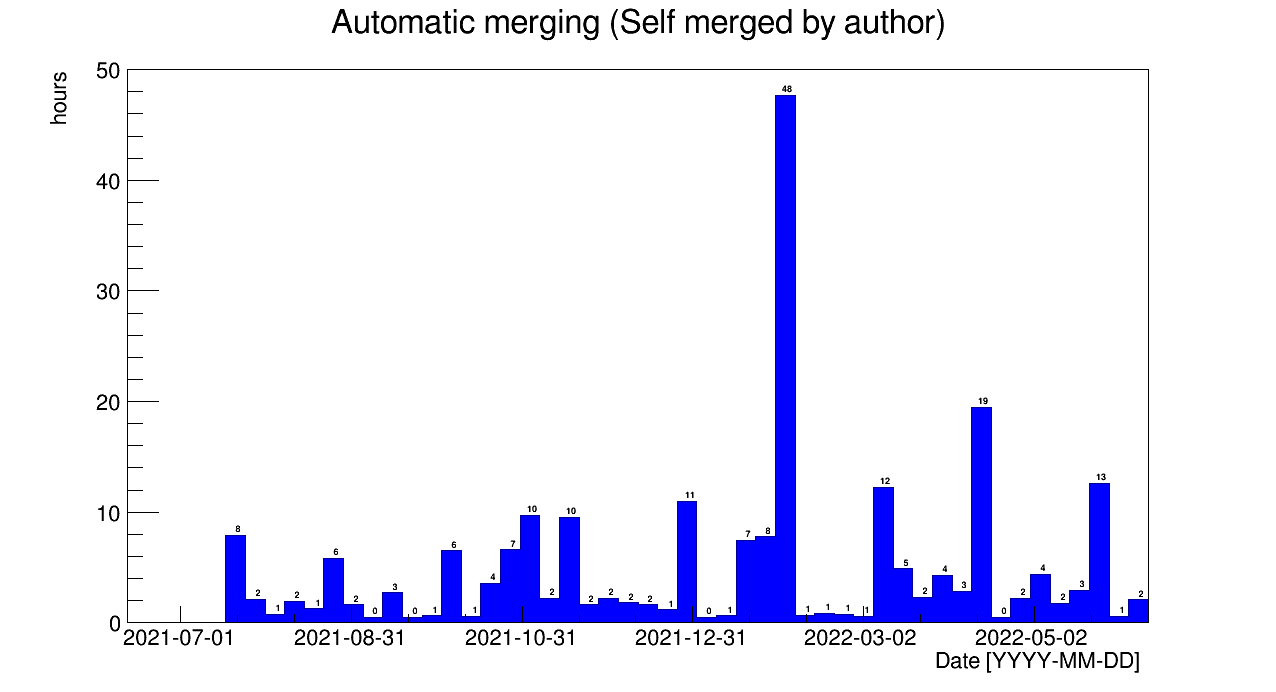 Automatic merging (Self merged by author)
hours
50
40
30
20
10
0
8 2 1 2 1 6 2 0 3 0 1 6 1 4 7 10 2 10 2 2 2 2 1 11 0 1 7 8 48 1 1 1 1 12 5 2 4 3 19 0 2 4 2 3 13 1 2
2021-07-01 2021-08-31 2021-10-31 2021-12-31 2022-03-02 2022-05-02
Date [YYYY-MM-DD]